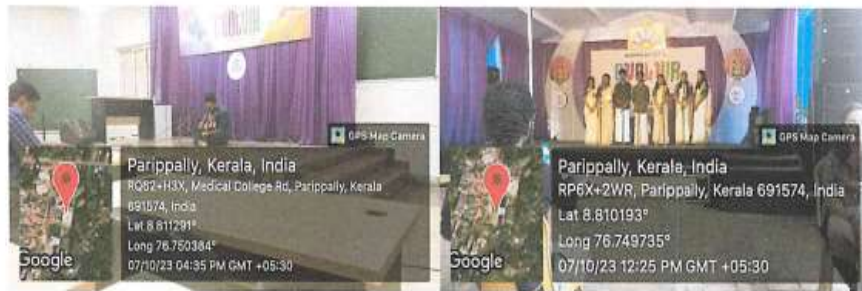 GPS Map Camera
Parippally, Kerala, India
RQ62+H3X, Medical College Rd, Parippally, Kerala
691574, India
Lat 8.811291°
Long 76.750384°
07/10/23 04:35 PM GMT +05:30
Google
GPS Map Camera
Parippally, Kerala, India
RP6X+2WR, Parippally, Kerala 691574, India
Lat 8.810193°
Long 76.749735°
07/10/23 12:25 PM GMT +05:30
Google